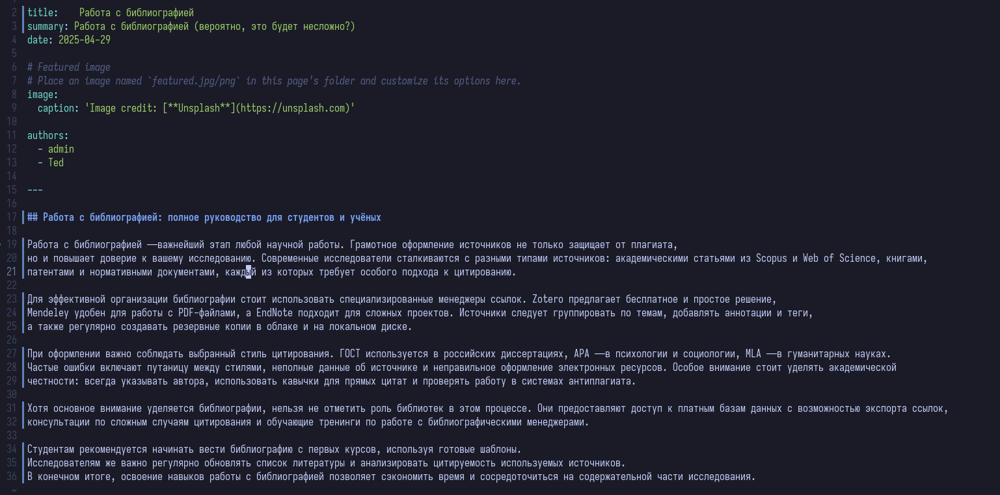 2 title:    Работа с библиографией
3 summary: Работа с библиографией (вероятно, это будет несложно?)
4 date: 2025-04-29
5
6 # Featured image
7 # Place an image named `featured.jpg/png` in this page's folder and customize its options here.
8 image:
9   caption: 'Image credit: [**Unsplash**](https://unsplash.com)'
10
11 authors:
12   - admin
13   - Ted
14
15 ---
16
17 ## Работа с библиографией: полное руководство для студентов и учёных
18
19 Работа с библиографией —важнейший этап любой научной работы. Грамотное оформление источников не только защищает от плагиата,
20 но и повышает доверие к вашему исследованию. Современные исследователи сталкиваются с разными типами источников: академическими статьями из Scopus и Web of Science, книгами,
21 патентами и нормативными документами, каждый из которых требует особого подхода к цитированию.
22
23 Для эффективной организации библиографии стоит использовать специализированные менеджеры ссылок. Zotero предлагает бесплатное и простое решение,
24 Mendeley удобен для работы с PDF-файлами, а EndNote подходит для сложных проектов. Источники следует группировать по темам, добавлять аннотации и теги,
25 а также регулярно создавать резервные копии в облаке и на локальном диске.
26
27 При оформлении важно соблюдать выбранный стиль цитирования. ГОСТ используется в российских диссертациях, APA —в психологии и социологии, MLA —в гуманитарных науках.
28 Частые ошибки включают путаницу между стилями, неполные данные об источнике и неправильное оформление электронных ресурсов. Особое внимание стоит уделять академической
29 честности: всегда указывать автора, использовать кавычки для прямых цитат и проверять работу в системах антиплагиата.
30
31 Хотя основное внимание уделяется библиографии, нельзя не отметить роль библиотек в этом процессе. Они предоставляют доступ к платным базам данных с возможностью экспорта ссылок,
32 консультации по сложным случаям цитирования и обучающие тренинги по работе с библиографическими менеджерами.
33
34 Студентам рекомендуется начинать вести библиографию с первых курсов, используя готовые шаблоны.
35 Исследователям же важно регулярно обновлять список литературы и анализировать цитируемость используемых источников.
36 В конечном итоге, освоение навыков работы с библиографией позволяет сэкономить время и сосредоточиться на содержательной части исследования.
~